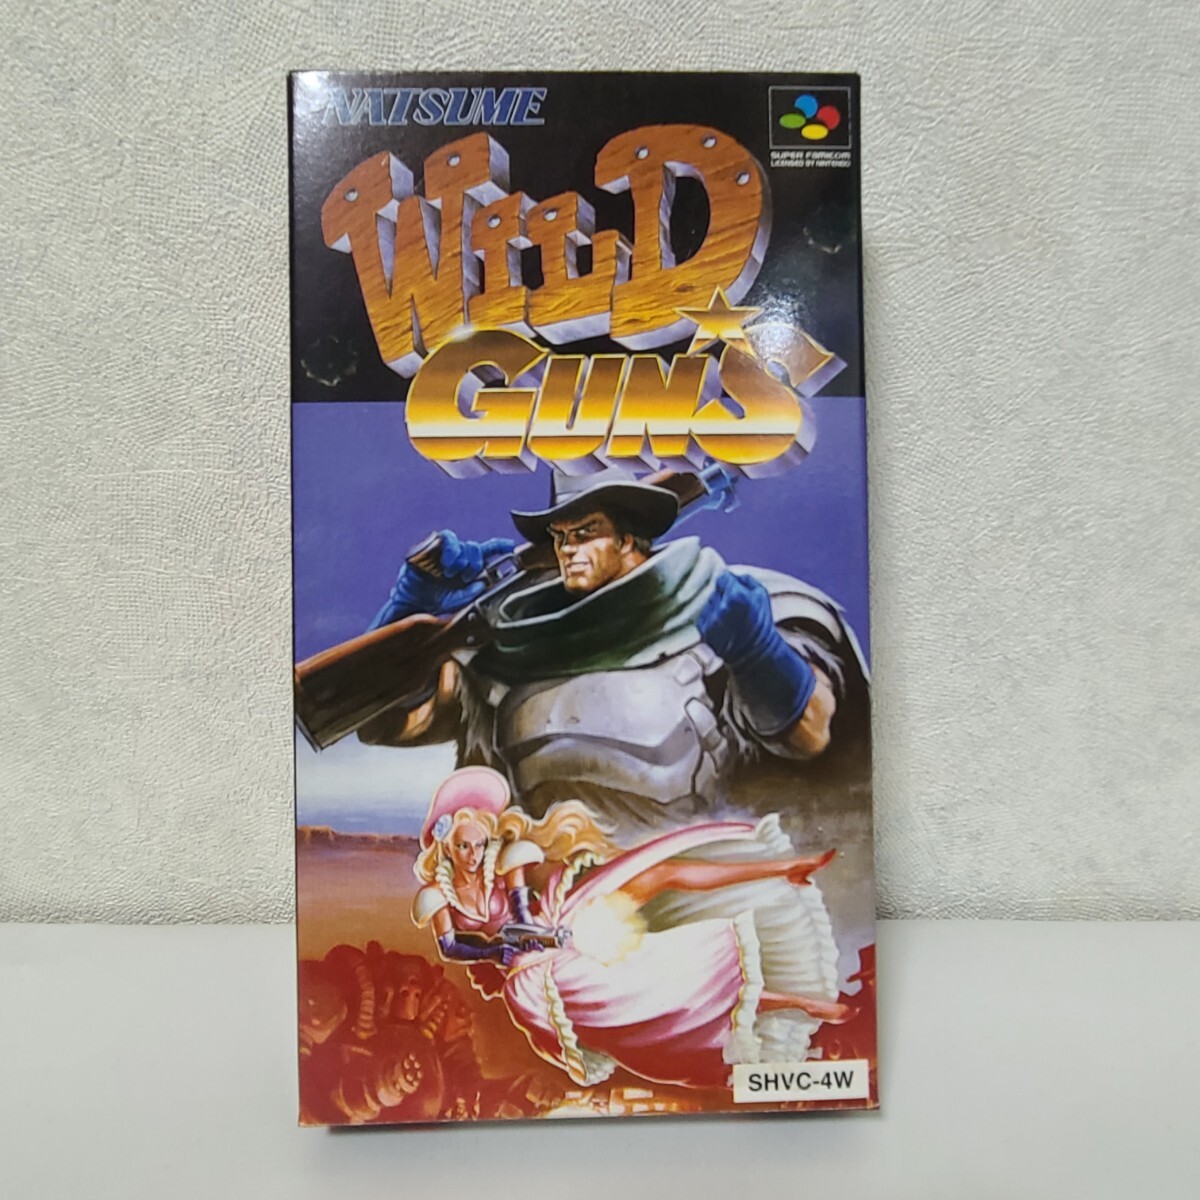 NATSUME
WILD
GUNS
SUPER FAMICOM
LICENSED BY NINTENDO
SHVC-4W